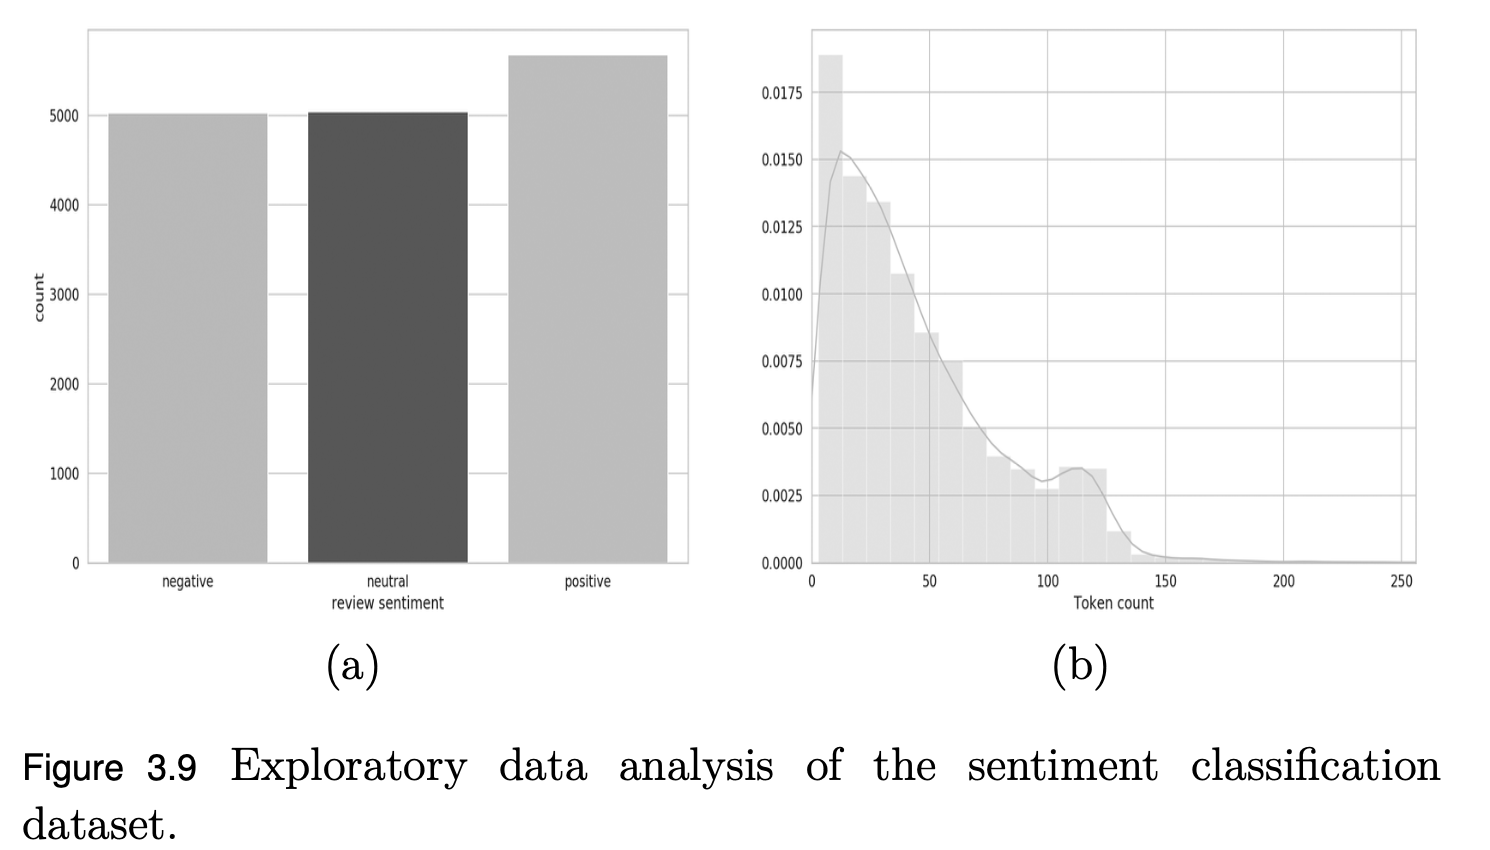 5000
4000
3000
2000
1000
0
count
negative neutral positive
review sentiment
(a)
0.0175
0.0150
0.0125
0.0100
0.0075
0.0050
0.0025
0.0000
0 50 100 150 200 250
Token count
(b)
Figure 3.9 Exploratory data analysis of the sentiment classification
dataset.